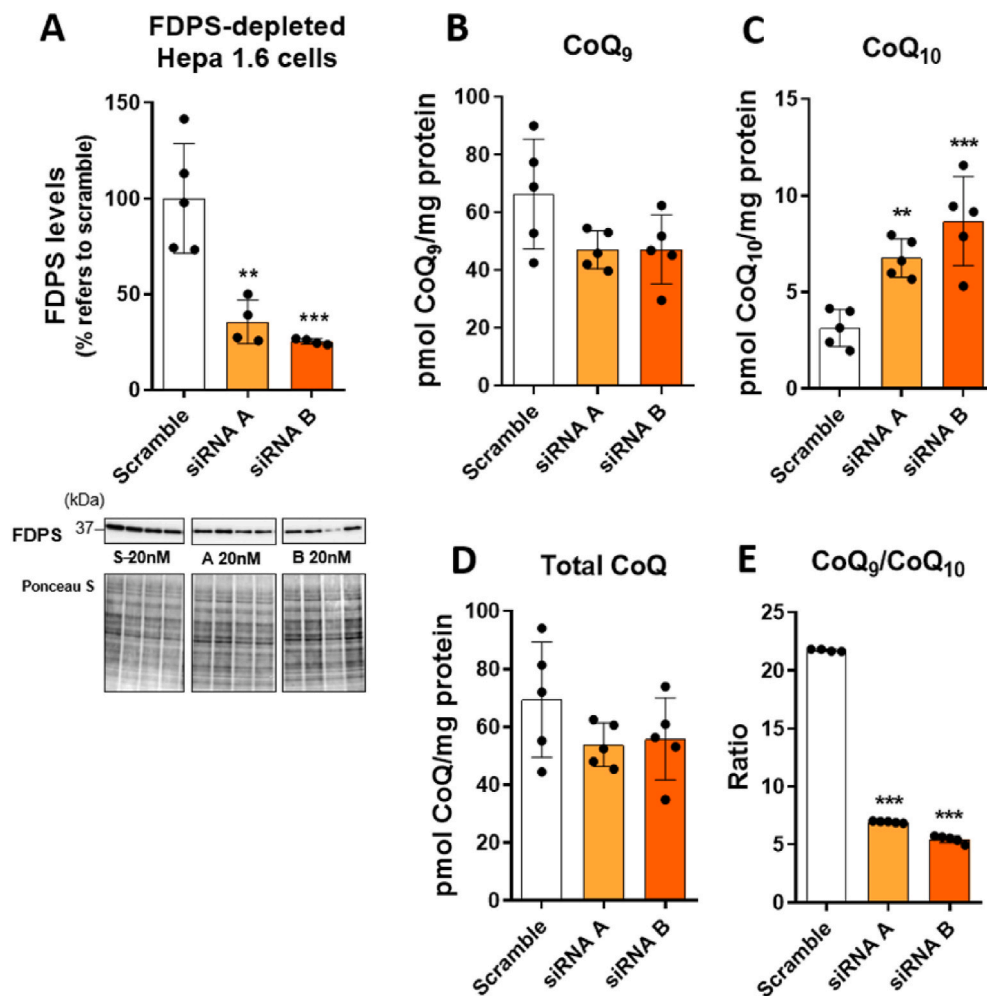 A
FDPS-depleted
Hepa 1.6 cells
FDPS levels
(% refers to scramble)
150
100
50
0
**
***
Scramble
siRNA A
siRNA B
(kDa)
FDPS
37
S-20nM
A 20nM
B 20nM
Ponceau S
B
CoQ9
pmol CoQ9/mg protein
100
80
60
40
20
0
Scramble
siRNA A
siRNA B
C
CoQ10
pmol CoQ10/mg protein
15
10
5
0
**
***
Scramble
siRNA A
siRNA B
D
Total CoQ
pmol CoQ/mg protein
100
80
60
40
20
0
Scramble
siRNA A
siRNA B
E
CoQ9/CoQ10
Ratio
25
20
15
10
5
0
***
***
Scramble
siRNA A
siRNA B